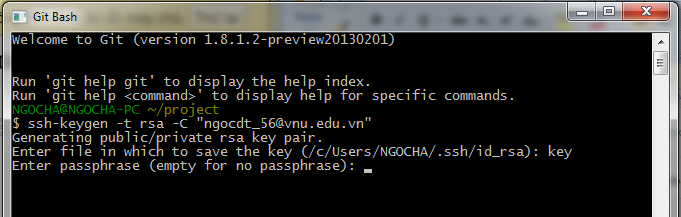 Git Bash
Welcome to Git (version 1.8.1.2-preview20130201)
Run 'git help git' to display the help index.
Run 'git help <command>' to display help for specific commands.
NGOCHA@NGOCHA-PC ~/project
$ ssh-keygen -t rsa -C "ngocdt_56@vnu.edu.vn"
Generating public/private rsa key pair.
Enter file in which to save the key (/c/Users/NGOCHA/.ssh/id_rsa): key
Enter passphrase (empty for no passphrase):